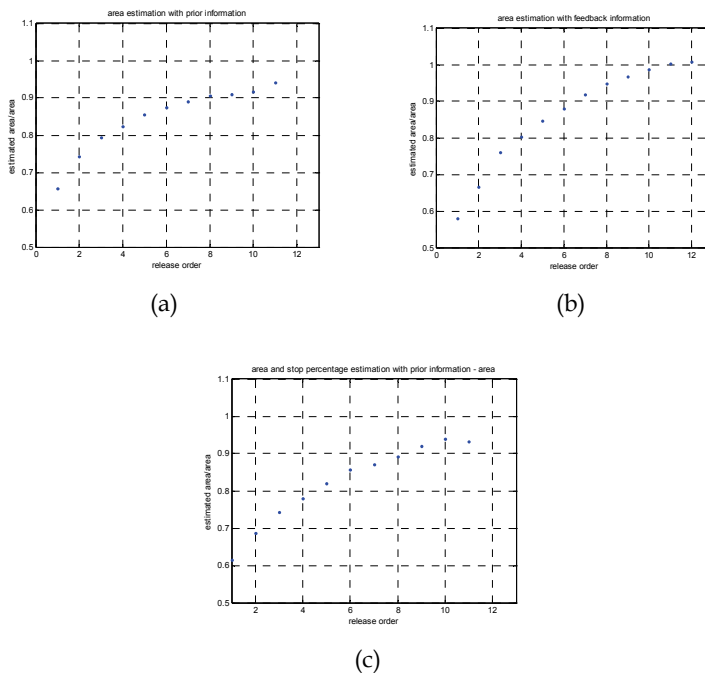 area estimation with prior information
1.1
1
0.9
0.8
0.7
0.6
0.5
estimated area/area
0 2 4 6 8 10 12
release order
(a)
area estimation with feedback information
1.1
1
0.9
0.8
0.7
0.6
0.5
estimated area/area
0 2 4 6 8 10 12
release order
(b)
area and stop percentage estimation with prior information - area
1.1
1
0.9
0.8
0.7
0.6
0.5
estimated area/area
2 4 6 8 10 12
release order
(c)